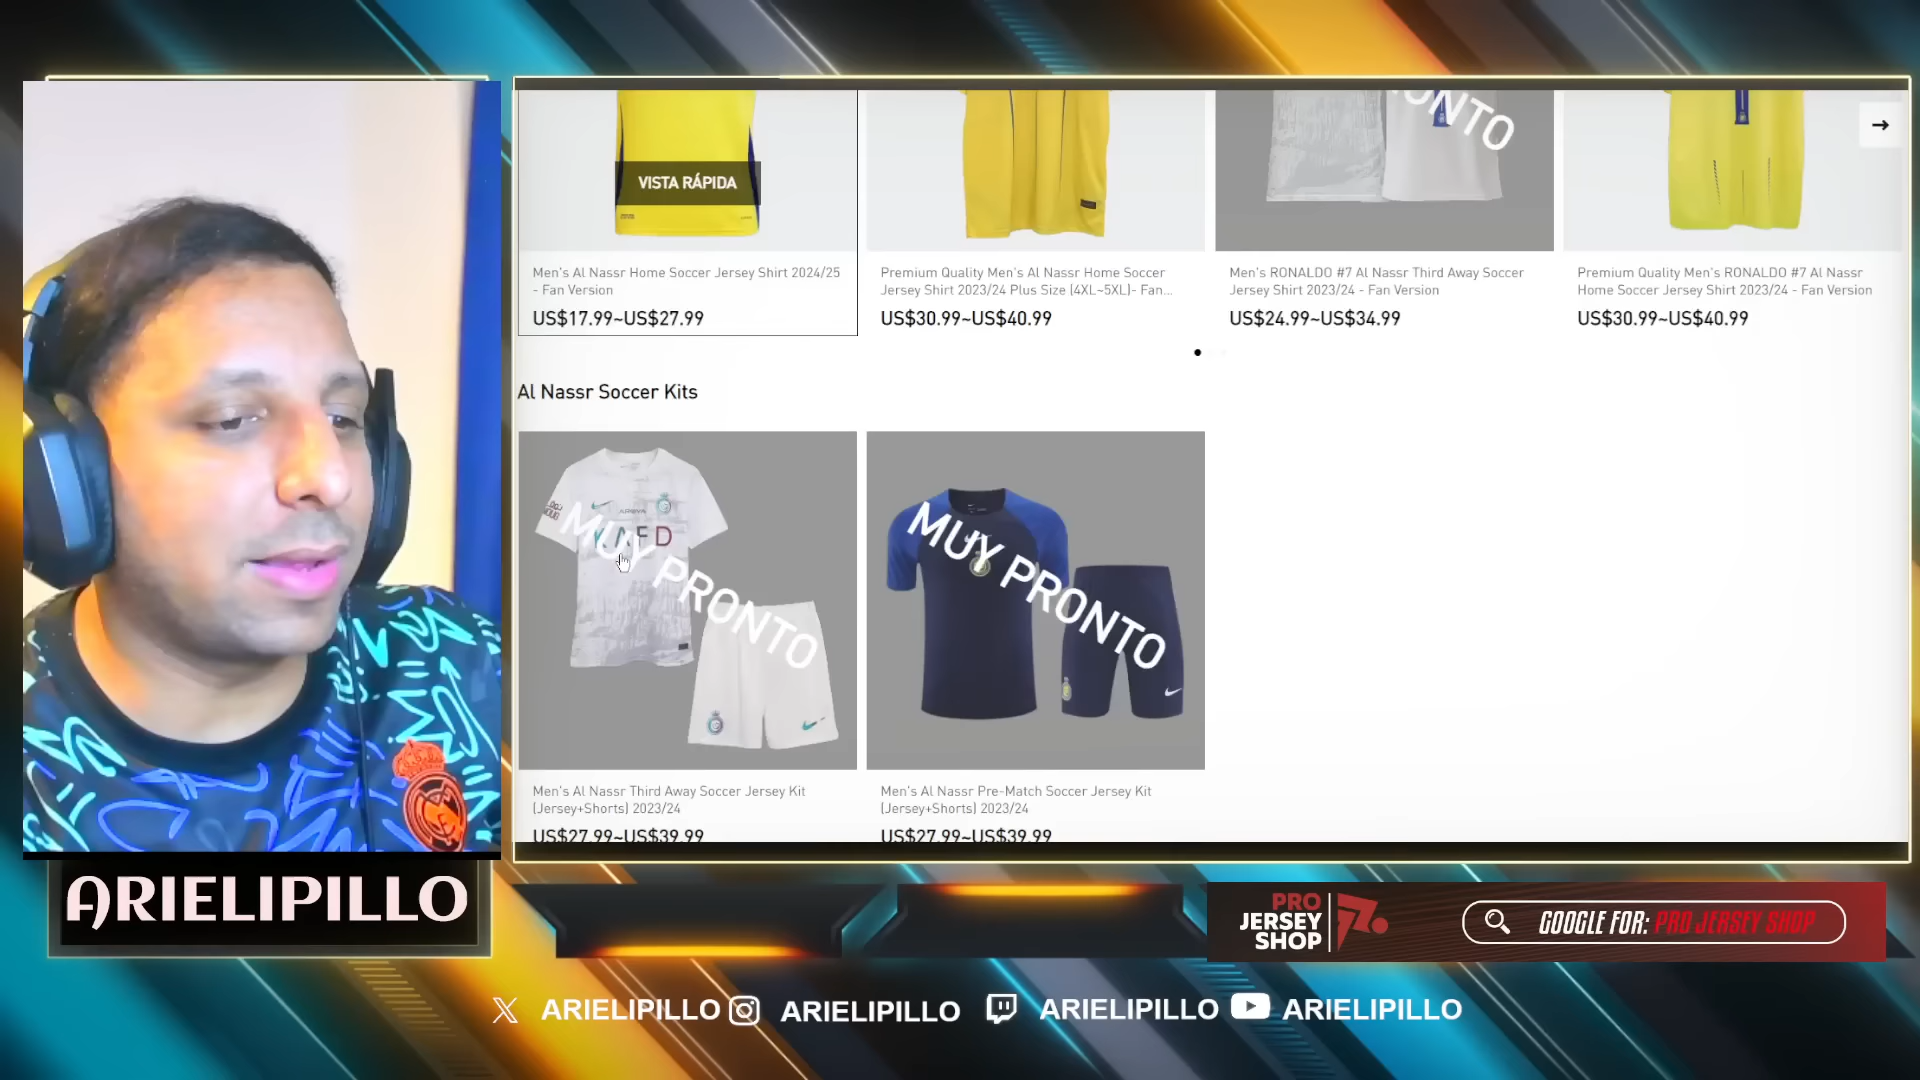 ONTO
VISTA RÁPIDA
→
Men's Al Nassr Home Soccer Jersey Shirt 2024/25
- Fan Version
US$17.99~US$27.99
Premium Quality Men's Al Nassr Home Soccer
Jersey Shirt 2023/24 Plus Size (4XL~5XL)- Fan...
US$30.99~US$40.99
Men's RONALDO #7 Al Nassr Third Away Soccer
Jersey Shirt 2023/24 - Fan Version
US$24.99~US$34.99
Premium Quality Men's RONALDO #7 Al Nassr
Home Soccer Jersey Shirt 2023/24 - Fan Version
US$30.99~US$40.99
Al Nassr Soccer Kits
MUY PRONTO
MUY PRONTO
Men's Al Nassr Third Away Soccer Jersey Kit
(Jersey+Shorts) 2023/24
US$27.99~US$39.99
Men's Al Nassr Pre-Match Soccer Jersey Kit
(Jersey+Shorts) 2023/24
US$27.99~US$39.99
ARIELIPILLO
PRO
JERSEY
SHOP
GOOGLE FOR: PRO JERSEY SHOP
ARIELIPILLO
ARIELIPILLO
ARIELIPILLO
ARIELIPILLO